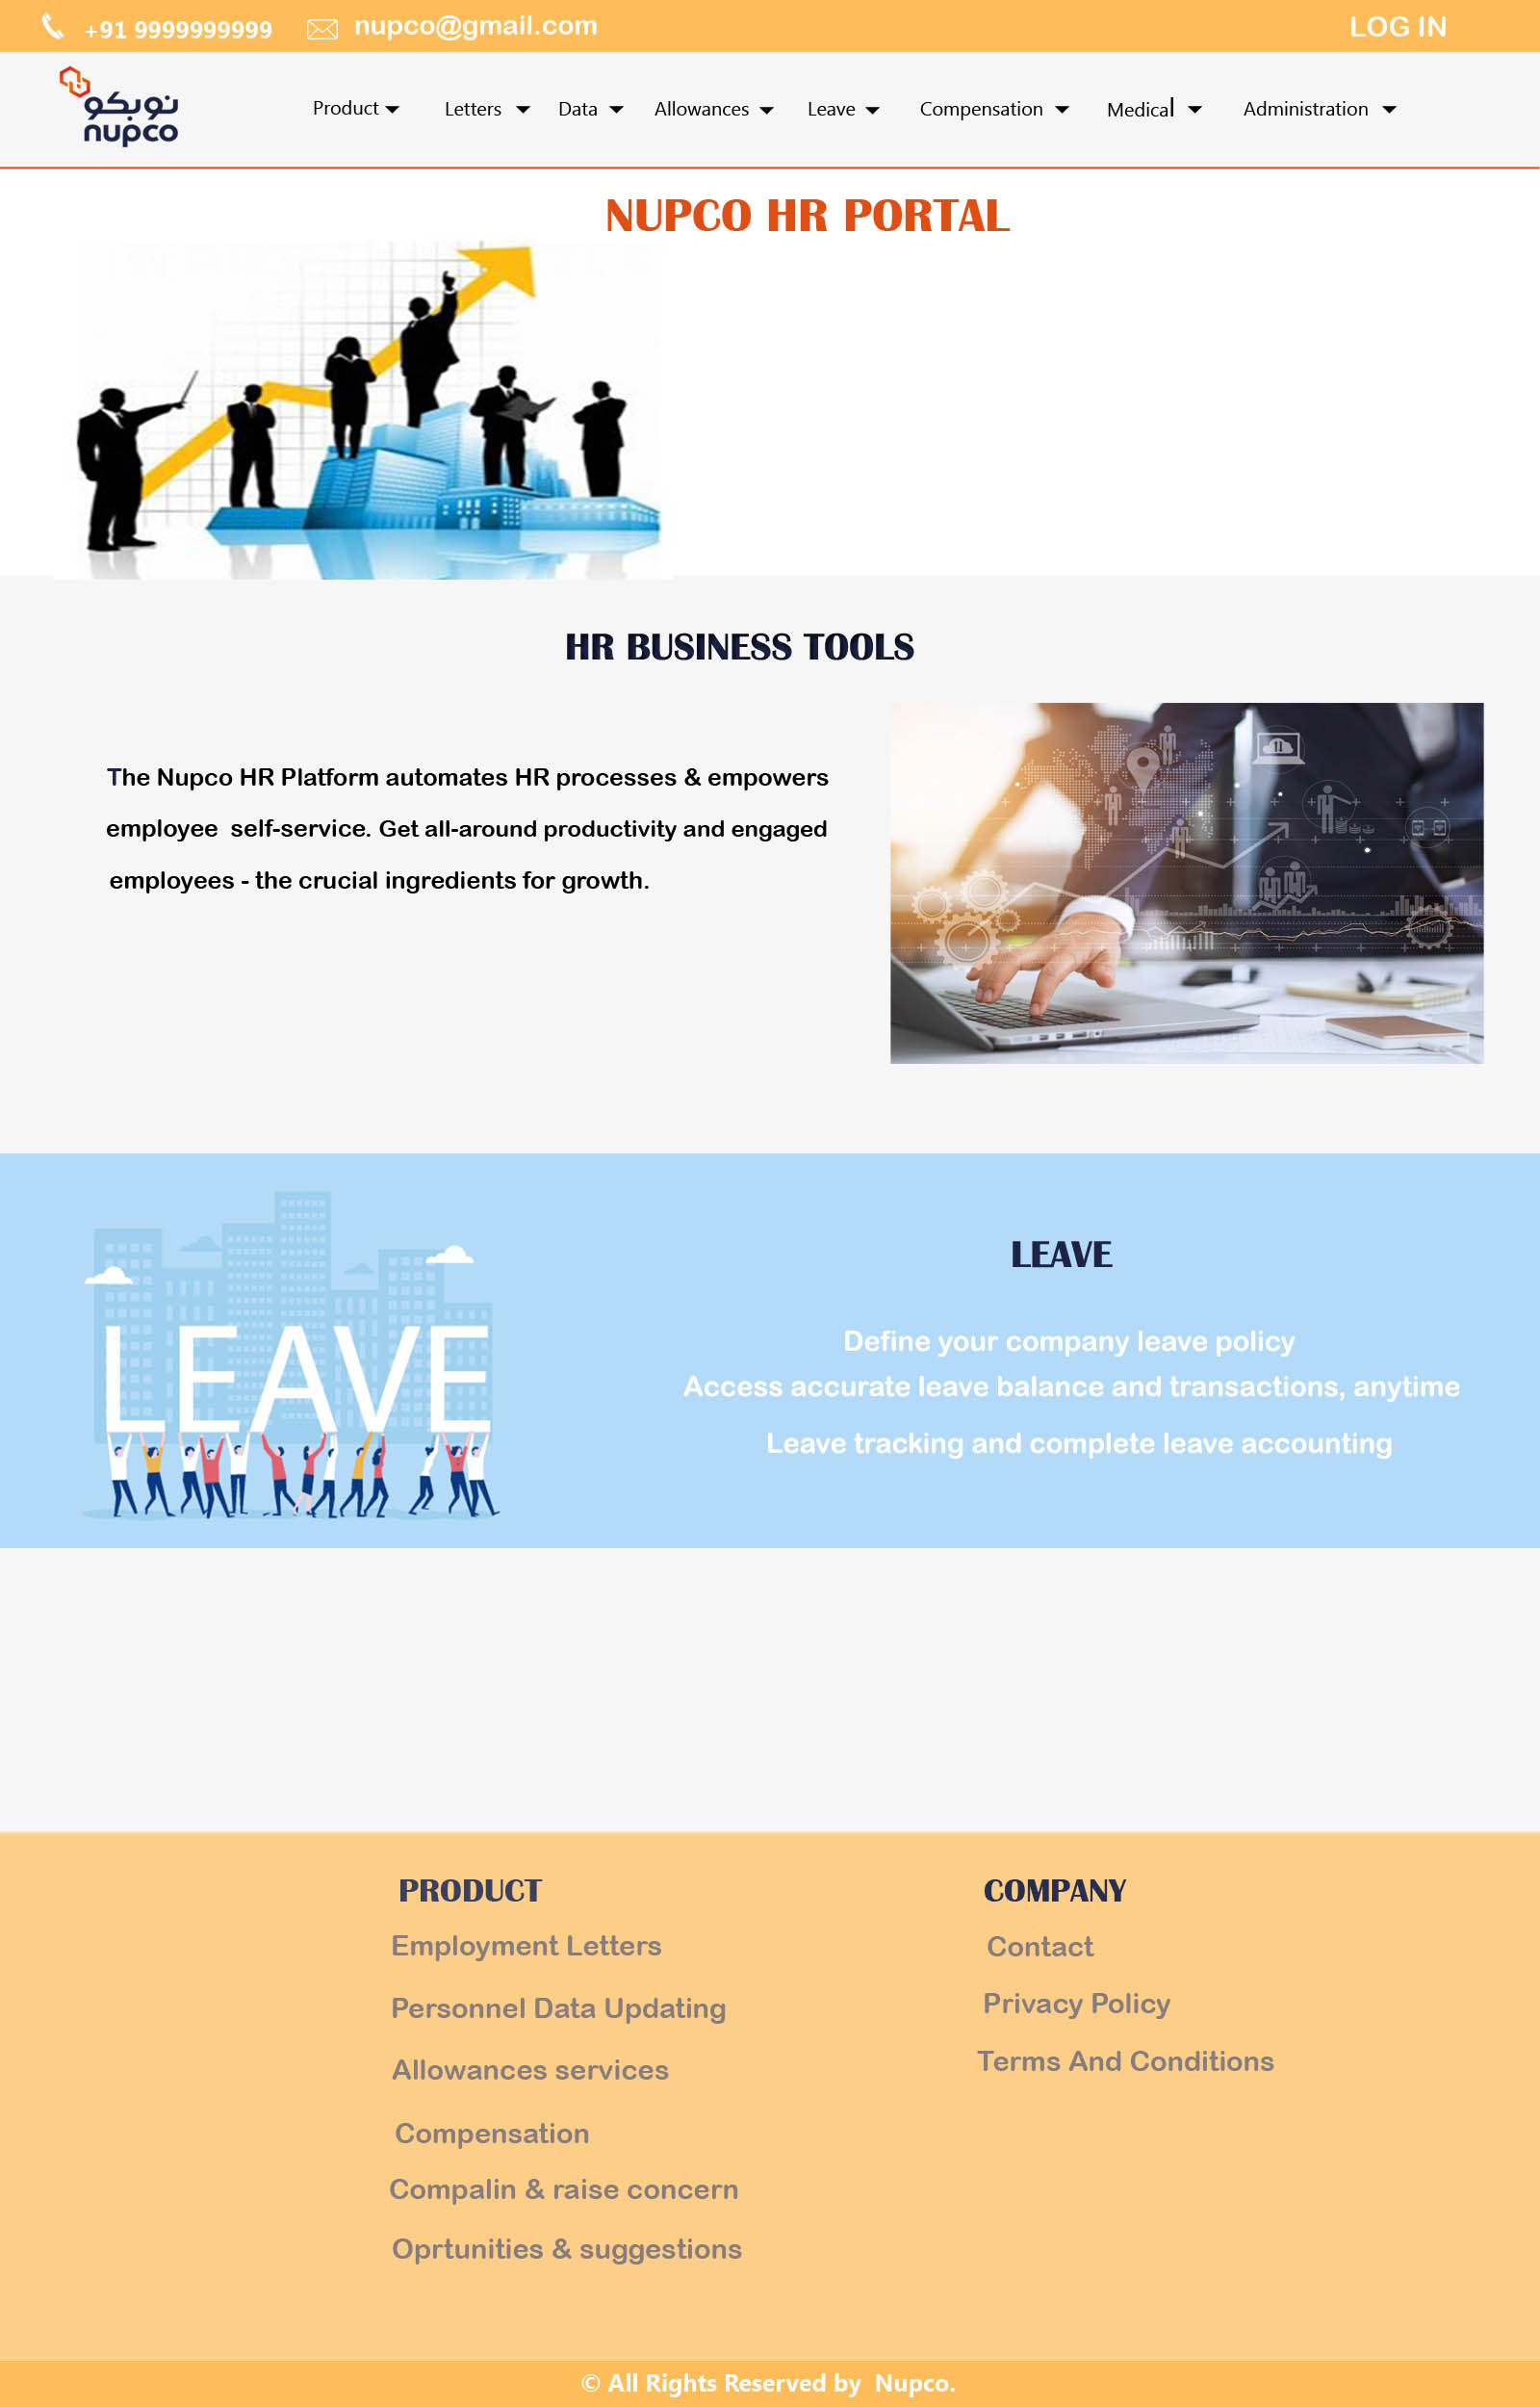 +91 9999999999 nupco@gmail.com LOG IN
نوبكو
nupco
Product Letters Data Allowances Leave Compensation Medical Administration
NUPCO HR PORTAL
HR BUSINESS TOOLS
The Nupco HR Platform automates HR processes & empowers
employee self-service. Get all-around productivity and engaged
employees - the crucial ingredients for growth.
LEAVE
LEAVE
Define your company leave policy
Access accurate leave balance and transactions, anytime
Leave tracking and complete leave accounting
PRODUCT
Employment Letters
Personnel Data Updating
Allowances services
Compensation
Compalin & raise concern
Oprtunities & suggestions
COMPANY
Contact
Privacy Policy
Terms And Conditions
© All Rights Reserved by Nupco.